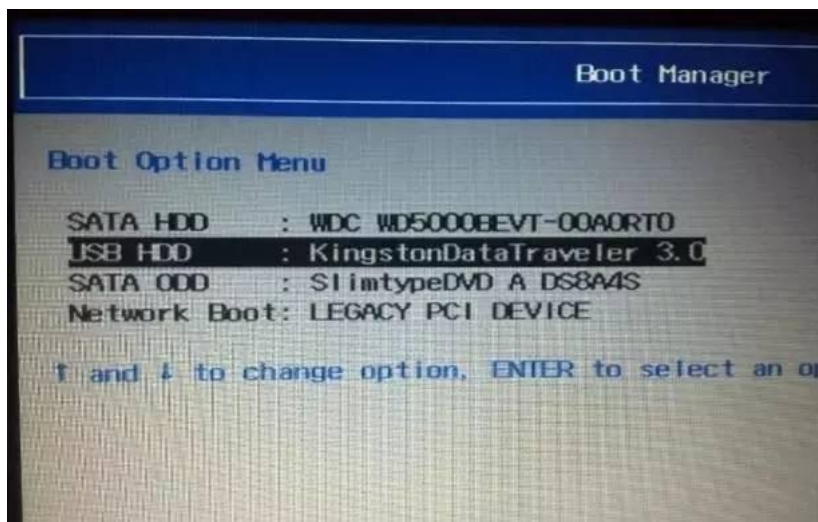 Boot Manager
Boot Option Menu
SATA HDD : WDC WD5000BEVT-00A0RT0
USB HDD : KingstonDataTraveler 3.0
SATA ODD : SlimtypeDVD A DS8A4S
Network Boot: LEGACY PCI DEVICE
↑ and ↓ to change option, ENTER to select an